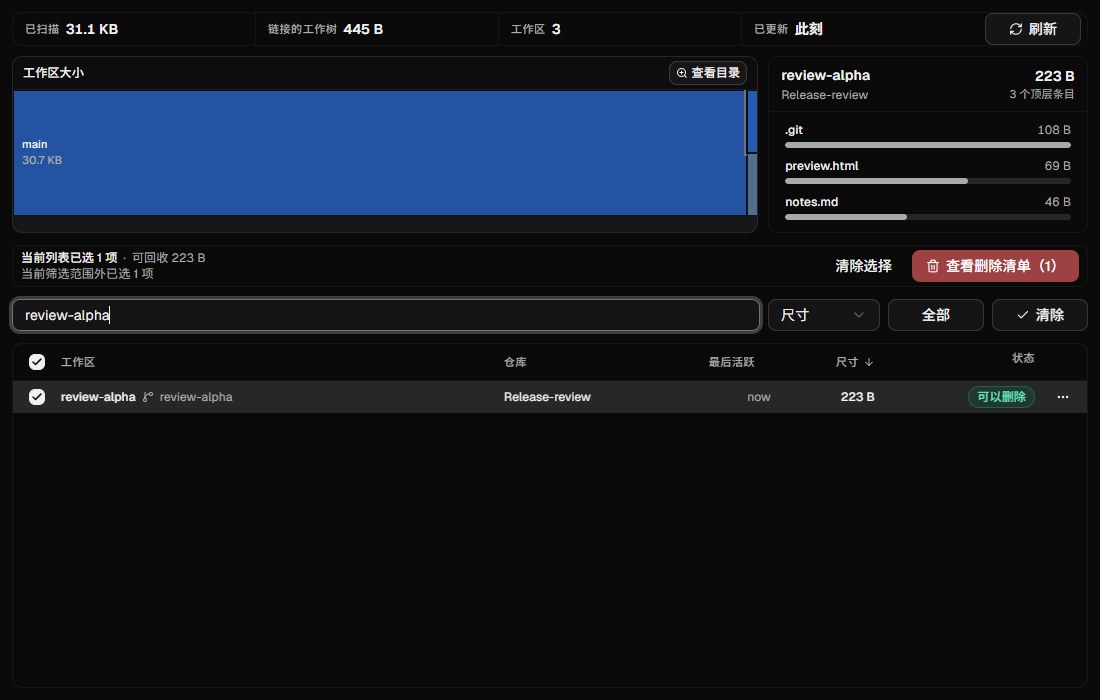 已扫描 31.1 KB
链接的工作树 445 B
工作区 3
已更新 此刻
刷新
工作区大小
查看目录
main
30.7 KB
review-alpha 223 B
Release-review 3 个顶层条目
.git 108 B
preview.html 69 B
notes.md 46 B
当前列表已选 1 项 · 可回收 223 B
当前筛选范围外已选 1 项
清除选择
查看删除清单（1）
review-alpha
尺寸
全部
清除
工作区 仓库 最后活跃 尺寸 ↓ 状态
review-alpha review-alpha Release-review now 223 B 可以删除 ···